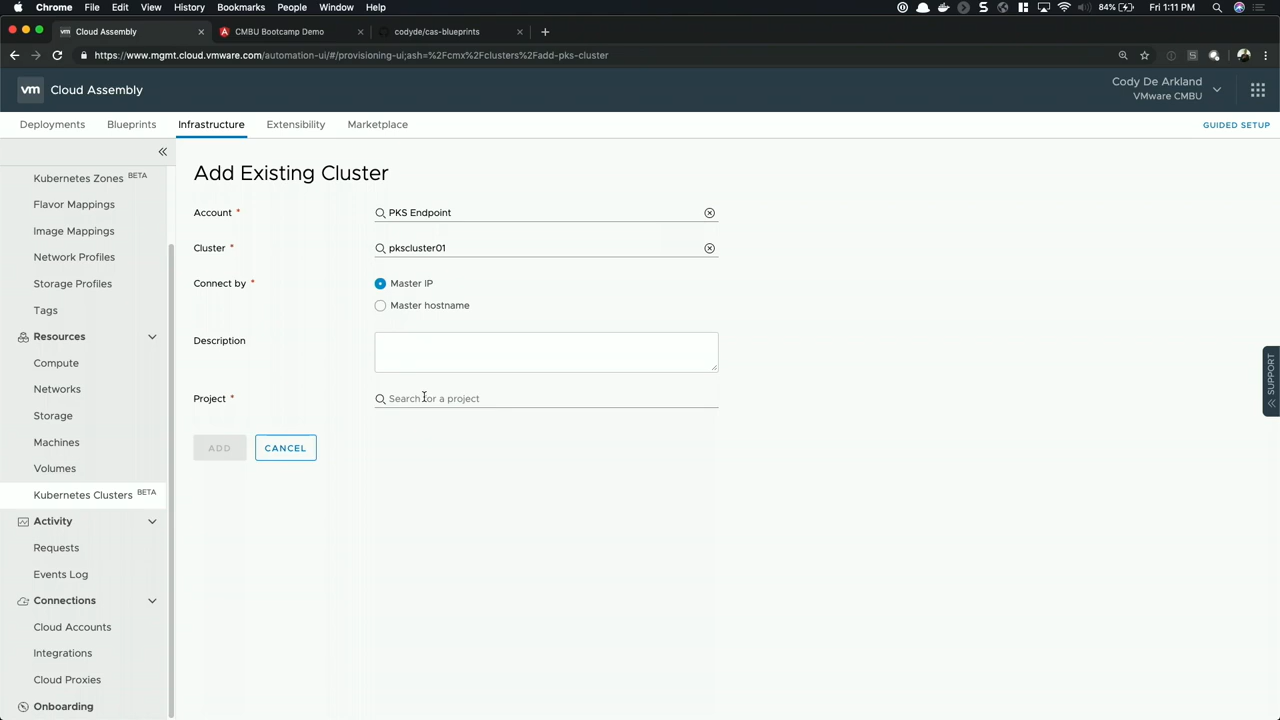 Chrome File Edit View History Bookmarks People Window Help 84% Fri 1:11 PM
Cloud Assembly CMBU Bootcamp Demo codyde/cas-blueprints
https://www.mgmt.cloud.vmware.com/automation-ui/#/provisioning-ui;ash=%2Fcmx%2Fclusters%2Fadd-pks-cluster
vm Cloud Assembly
Cody De Arkland
VMware CMBU
Deployments Blueprints Infrastructure Extensibility Marketplace GUIDED SETUP
Kubernetes Zones BETA
Flavor Mappings
Image Mappings
Network Profiles
Storage Profiles
Tags
Resources
Compute
Networks
Storage
Machines
Volumes
Kubernetes Clusters BETA
Activity
Requests
Events Log
Connections
Cloud Accounts
Integrations
Cloud Proxies
Onboarding
Add Existing Cluster
Account * PKS Endpoint
Cluster * pkscluster01
Connect by * Master IP
Master hostname
Description
Project * Search for a project
ADD CANCEL
SUPPORT